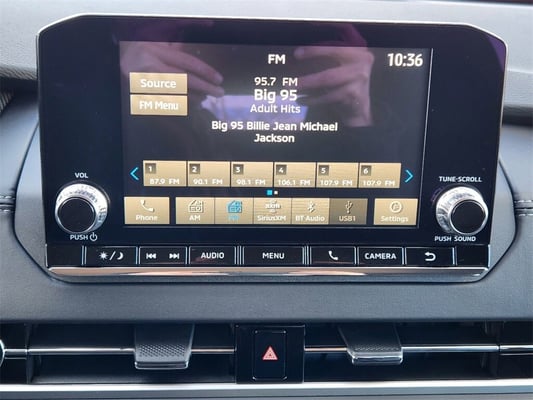 FM
10:36
Source
FM Menu
95.7 FM
Big 95
Adult Hits
Big 95 Billie Jean Michael
Jackson
1 2 3 4 5 6
87.9 FM 90.1 FM 98.1 FM 106.1 FM 107.9 FM 107.9 FM
Phone AM SiriusXM BT-Audio USB1 Settings
VOL
PUSH
TUNE-SCROLL
PUSH SOUND
AUDIO MENU CAMERA